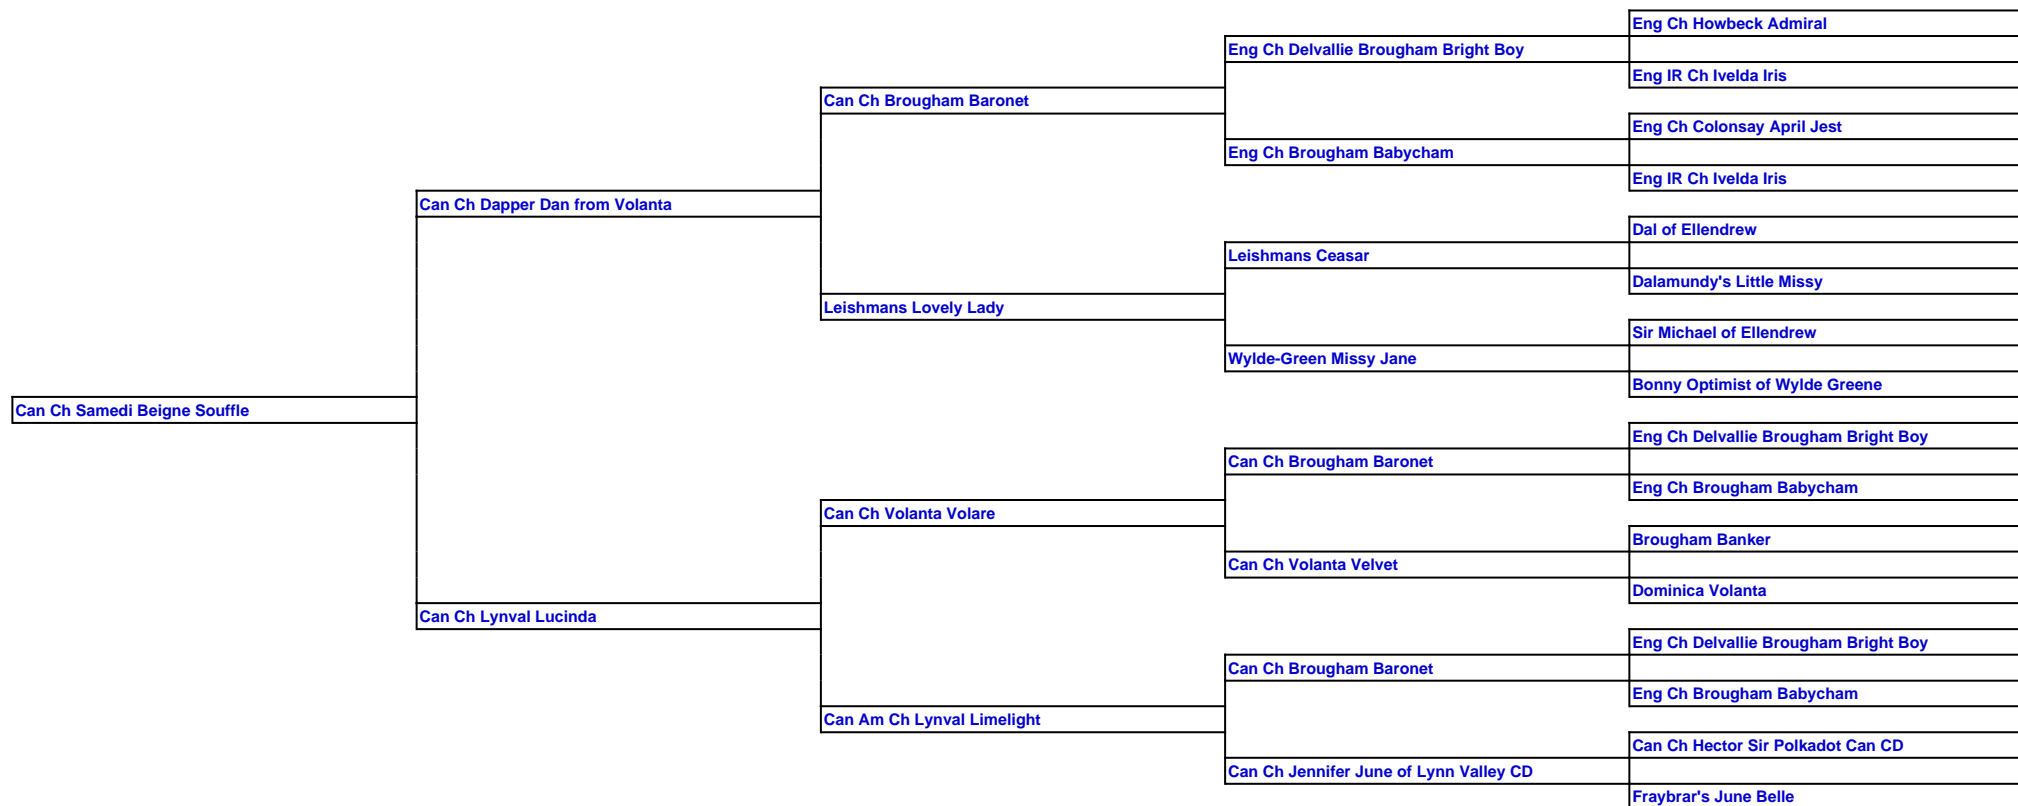 Eng Ch Howbeck Admiral
Eng Ch Delvallie Brougham Bright Boy
Eng IR Ch Ivelda Iris
Can Ch Brougham Baronet
Eng Ch Colonsay April Jest
Eng Ch Brougham Babycham
Eng IR Ch Ivelda Iris
Can Ch Dapper Dan from Volanta
Dal of Ellendrew
Leishmans Ceasar
Dalamundy's Little Missy
Leishmans Lovely Lady
Sir Michael of Ellendrew
Wylde-Green Missy Jane
Bonny Optimist of Wylde Greene
Can Ch Samedi Beigne Souffle
Eng Ch Delvallie Brougham Bright Boy
Can Ch Brougham Baronet
Eng Ch Brougham Babycham
Can Ch Volanta Volare
Brougham Banker
Can Ch Volanta Velvet
Dominica Volanta
Can Ch Lynval Lucinda
Eng Ch Delvallie Brougham Bright Boy
Can Ch Brougham Baronet
Eng Ch Brougham Babycham
Can Am Ch Lynval Limelight
Can Ch Hector Sir Polkadot Can CD
Can Ch Jennifer June of Lynn Valley CD
Fraybrar's June Belle